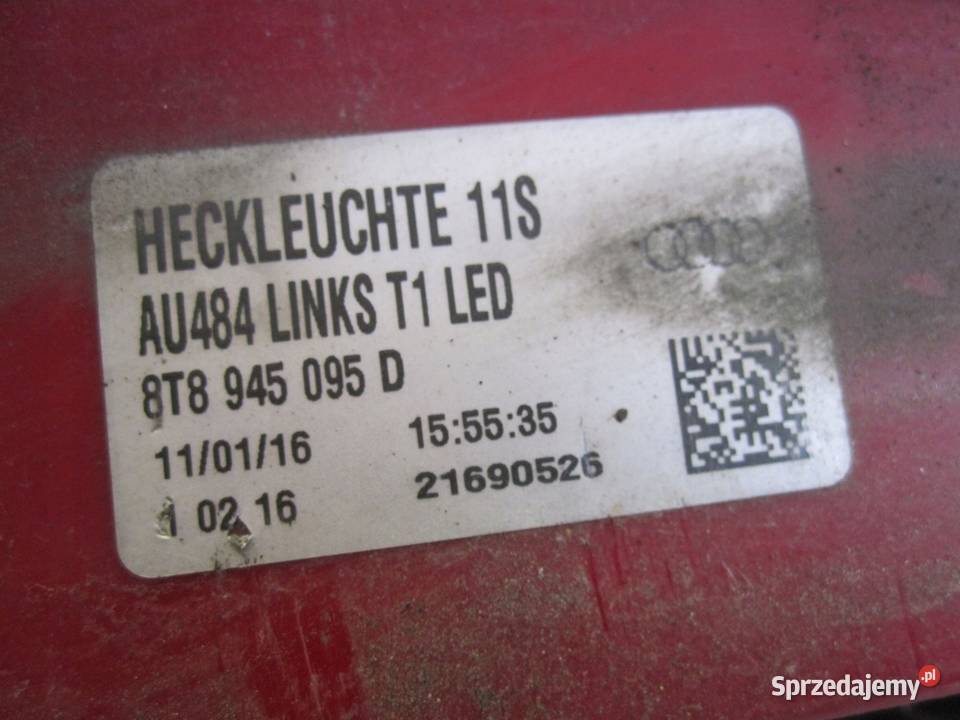 HECKLEUCHTE 11S
AU484 LINKS T1 LED
8T8 945 095 D
11/01/16 15:55:35
1 02 16 21690526
Sprzedajemy.pl